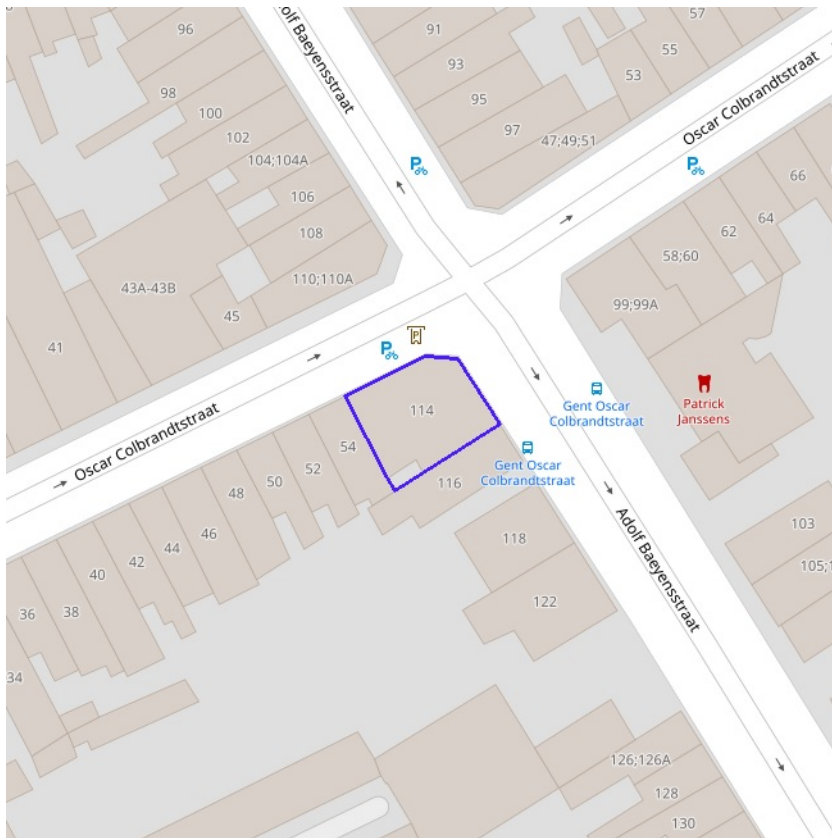 96
Adolf Baeyensstraat
91
57
55
93
98
53
95
100
Oscar Colbrandtstraat
97
102
47;49;51
104;104A
P
P
66
106
64
62
108
58;60
110;110A
43A-43B
99;99A
45
P
41
P
Patrick
Janssens
Gent Oscar
Colbrandtstraat
114
Oscar Colbrandtstraat
54
Gent Oscar
Colbrandtstraat
52
116
50
48
103
46
118
44
42
105;1
40
Adolf Baeyensstraat
122
38
36
34
126;126A
128
130